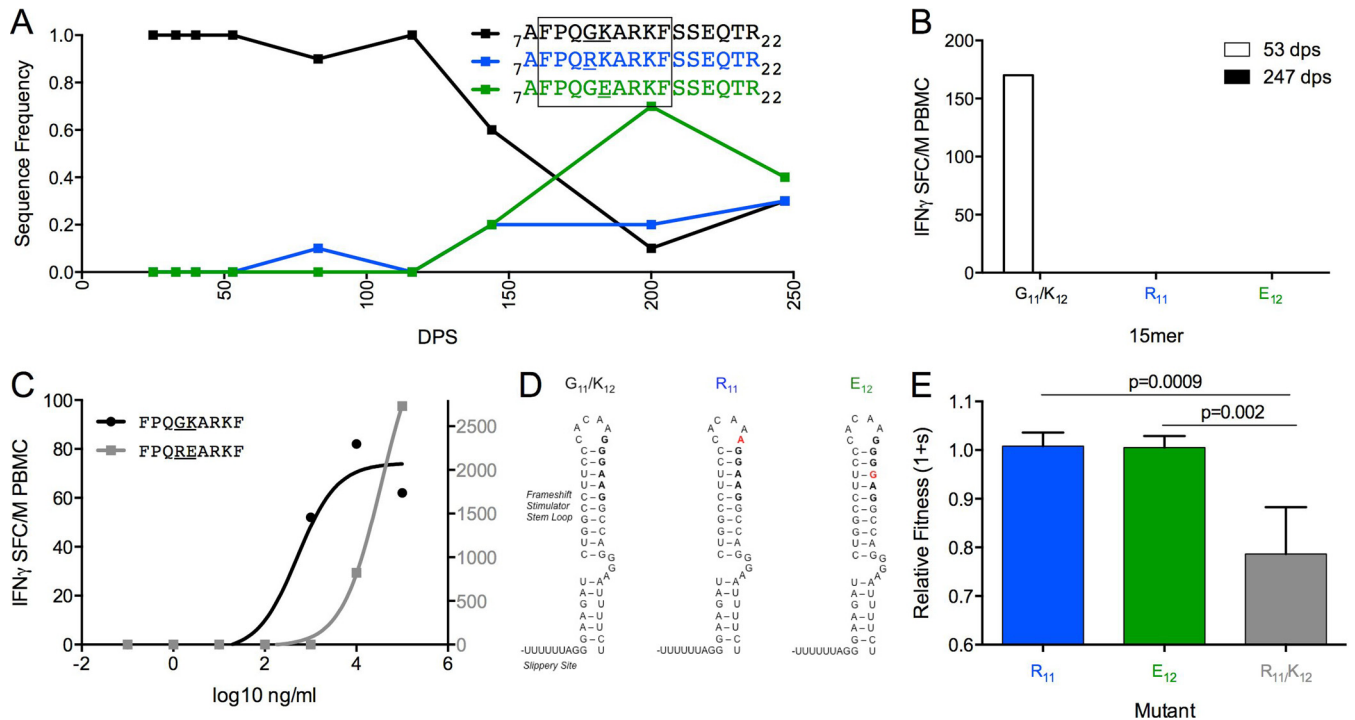 A
7AFPQGKARKFSSEQTR22
7AFPQRKARKFSSEQTR22
7AFPQGEARKFSSEQTR22
Sequence Frequency
1.0
0.8
0.6
0.4
0.2
0.0
0
50
100
150
200
250
DPS
B
53 dps
247 dps
IFNγ SFC/M PBMC
200
150
100
50
0
G11/K12
R11
E12
15mer
C
FPQGKARKF
FPQREARKF
IFNγ SFC/M PBMC
100
80
60
40
20
0
2500
2000
1500
1000
500
0
-2
0
2
4
6
log10 ng/ml
D
G11/K12
R11
E12
Frameshift
Stimulator
Stem Loop
-UUUUUUAGG
-UUUUUUAGG
-UUUUUUAGG
Slippery Site
E
p=0.0009
p=0.002
Relative Fitness (1+s)
1.1
1.0
0.9
0.8
0.7
0.6
R11
E12
R11/K12
Mutant